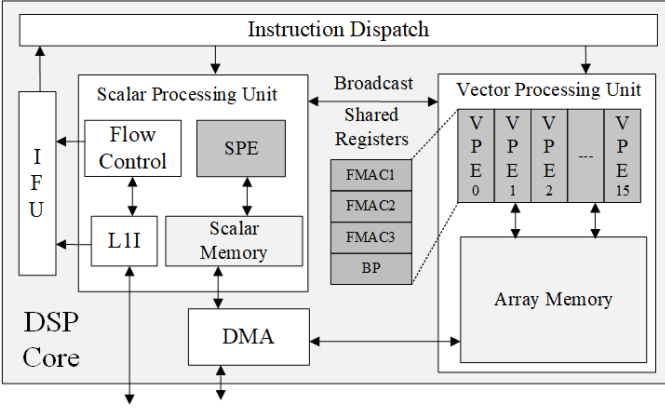 Instruction Dispatch
Scalar Processing Unit
Broadcast
Vector Processing Unit
Shared
Registers
I
F
U
Flow
Control
SPE
FMAC1
FMAC2
FMAC3
BP
V
P
E
0
V
P
E
1
V
P
E
2
---
V
P
E
15
L1I
Scalar
Memory
Array Memory
DSP
Core
DMA